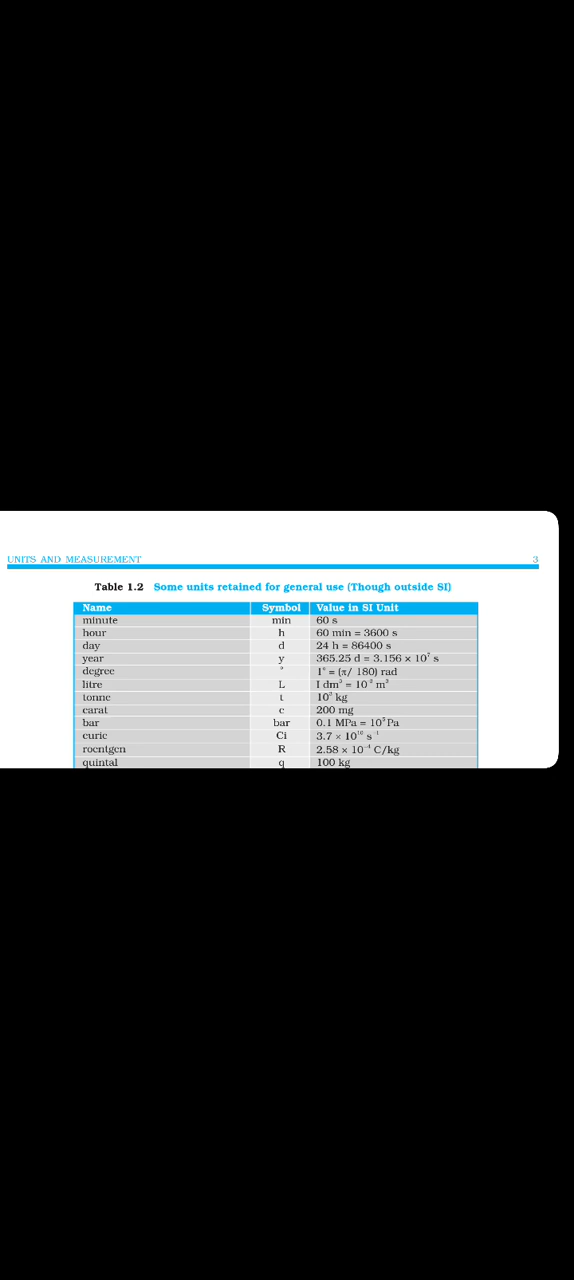 UNITS AND MEASUREMENT 3
Table 1.2 Some units retained for general use (Though outside SI)
Name Symbol Value in SI Unit
minute min 60 s
hour h 60 min = 3600 s
day d 24 h = 86400 s
year y 365.25 d = 3.156 × 10⁷ s
degree ° 1° = (π/ 180) rad
litre L 1 dm³ = 10⁻³ m³
tonne t 10³ kg
carat c 200 mg
bar bar 0.1 MPa = 10⁵ Pa
curie Ci 3.7 × 10¹⁰ s⁻¹
roentgen R 2.58 × 10⁻⁴ C/kg
quintal q 100 kg